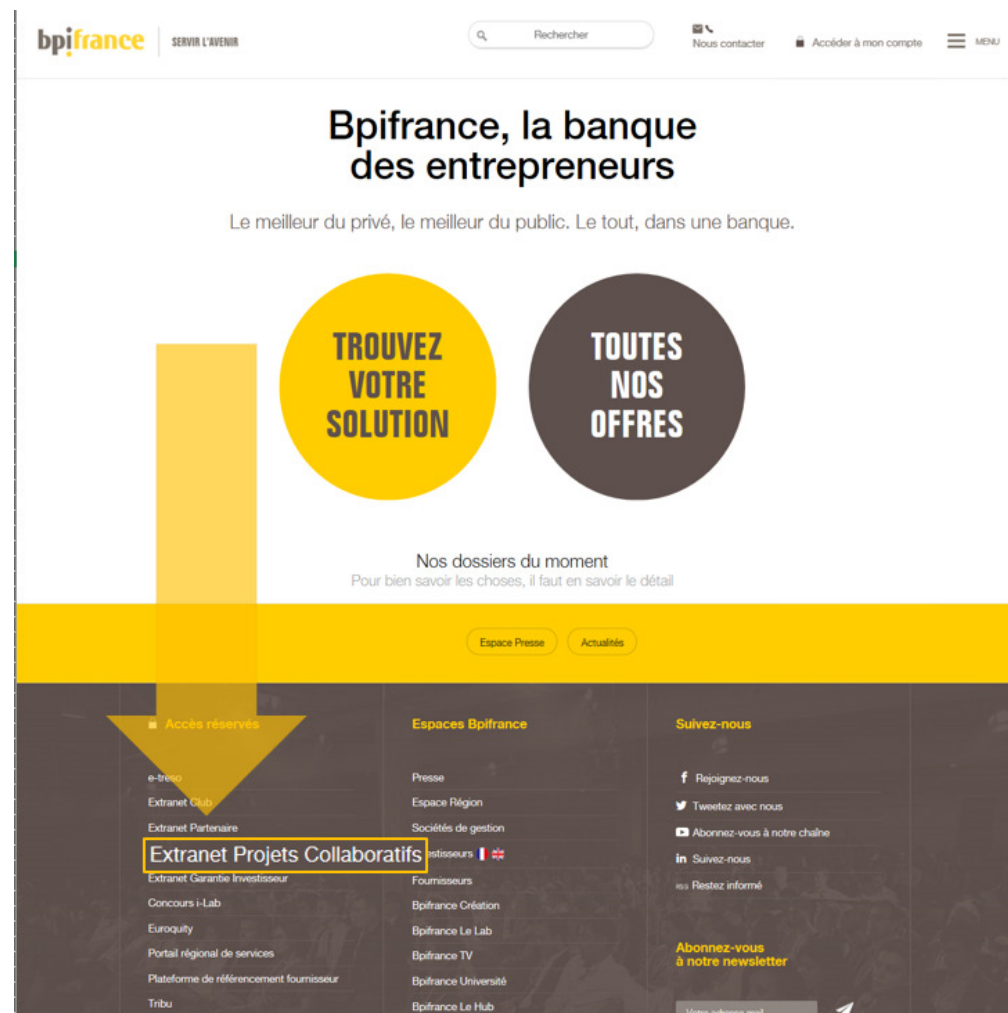 bpifrance
SERVIR L'AVENIR
Rechercher
Nous contacter
Accéder à mon compte
MENU
Bpifrance, la banque
des entrepreneurs
Le meilleur du privé, le meilleur du public. Le tout, dans une banque.
TROUVEZ
VOTRE
SOLUTION
TOUTES
NOS
OFFRES
Nos dossiers du moment
Pour bien savoir les choses, il faut en savoir le détail
Espace Presse
Actualités
Accès réservés
e-treso
Extranet Club
Extranet Partenaire
Extranet Projets Collaboratifs
Extranet Garantie Investisseur
Concours i-Lab
Euroquity
Portail régional de services
Plateforme de référencement fournisseur
Tribu
Espaces Bpifrance
Presse
Espace Région
Sociétés de gestion
estisseurs
Fournisseurs
Bpifrance Création
Bpifrance Le Lab
Bpifrance TV
Bpifrance Université
Bpifrance Le Hub
Suivez-nous
Rejoignez-nous
Tweetez avec nous
Abonnez-vous à notre chaîne
in Suivez-nous
RSS Restez informé
Abonnez-vous
à notre newsletter
Votre adresse mail